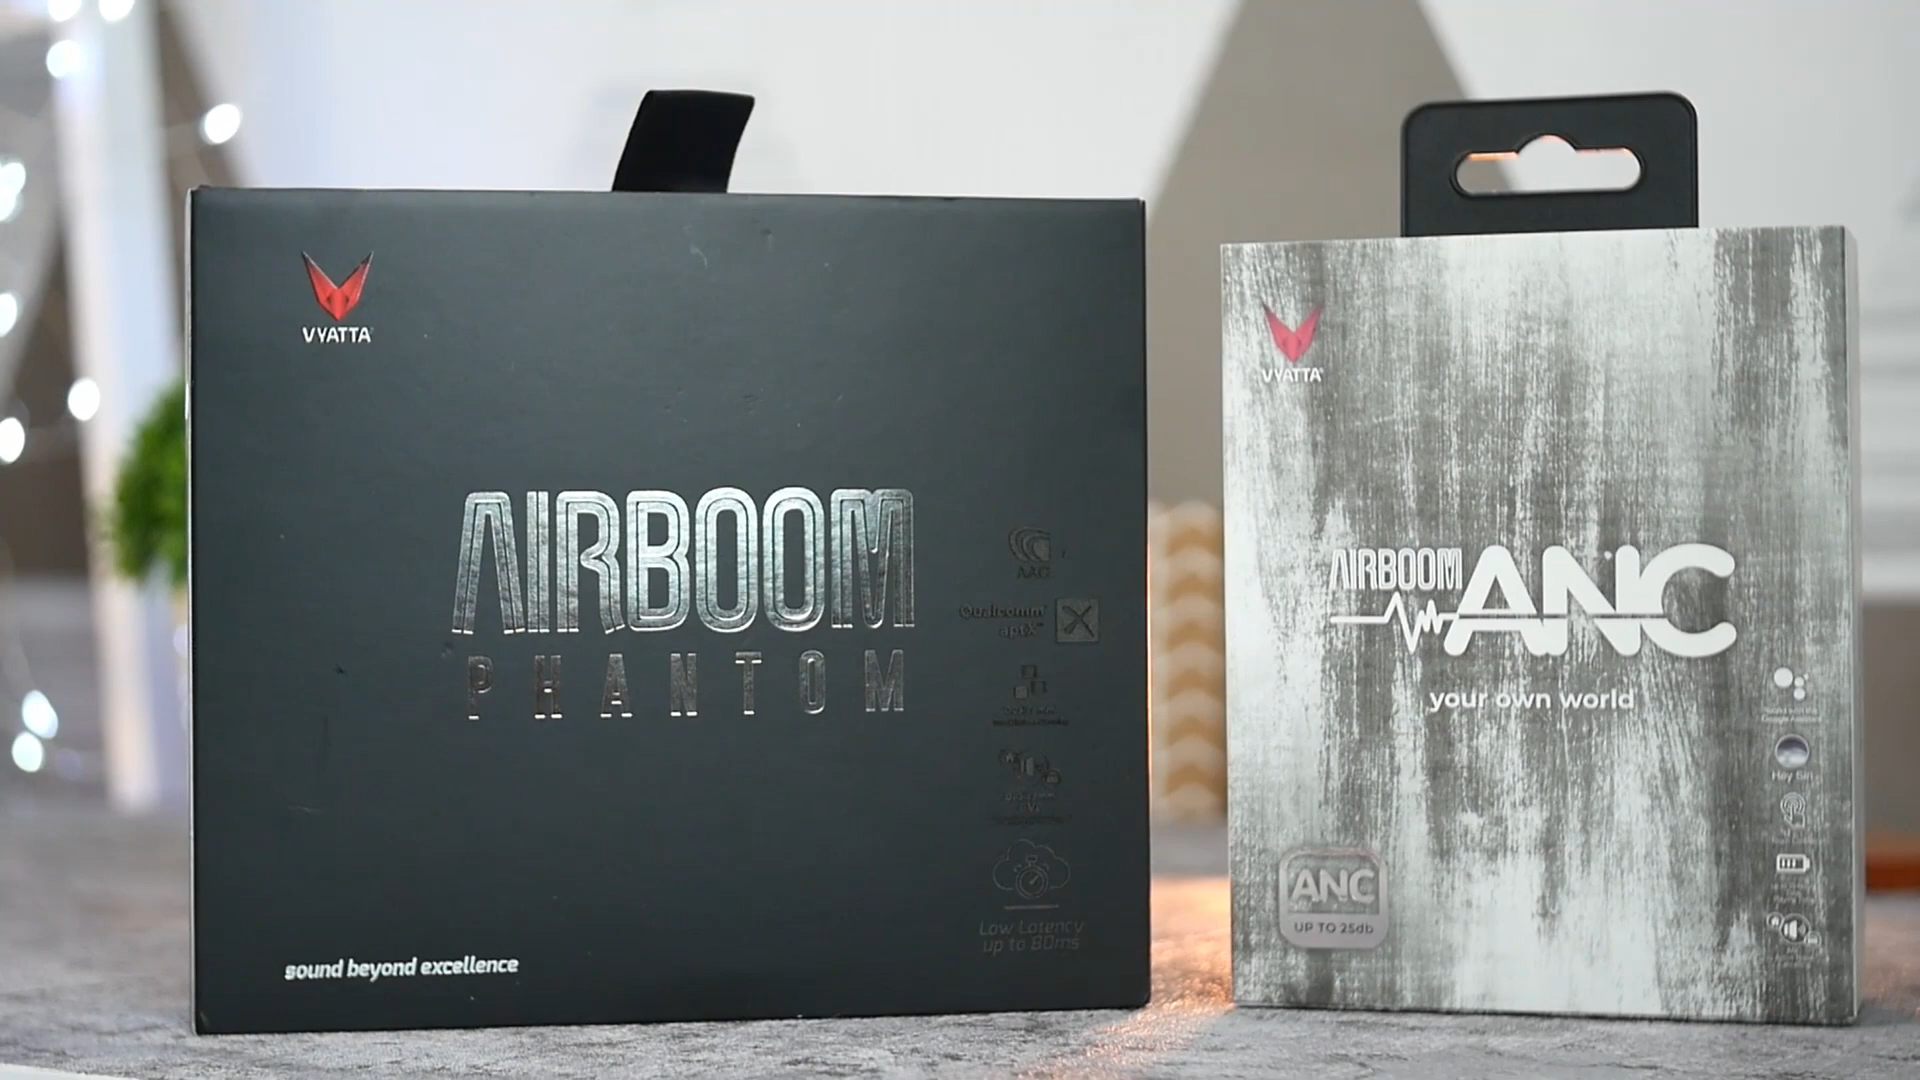 VYATTA
AIRBOOM
PHANTOM
AAC
Qualcomm
aptX
Low Latency
up to 80ms
sound beyond excellence
VYATTA
AIRBOOM ANC
your own world
Hey Siri
ANC
UP TO 25db